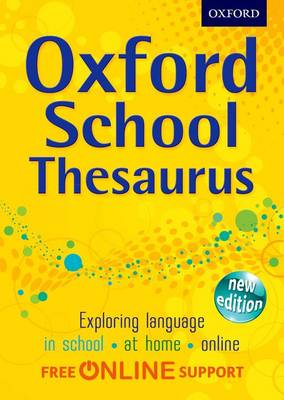 OXFORD
Oxford
School
Thesaurus
new
edition
Exploring language
in school • at home • online
FREE ONLINE SUPPORT